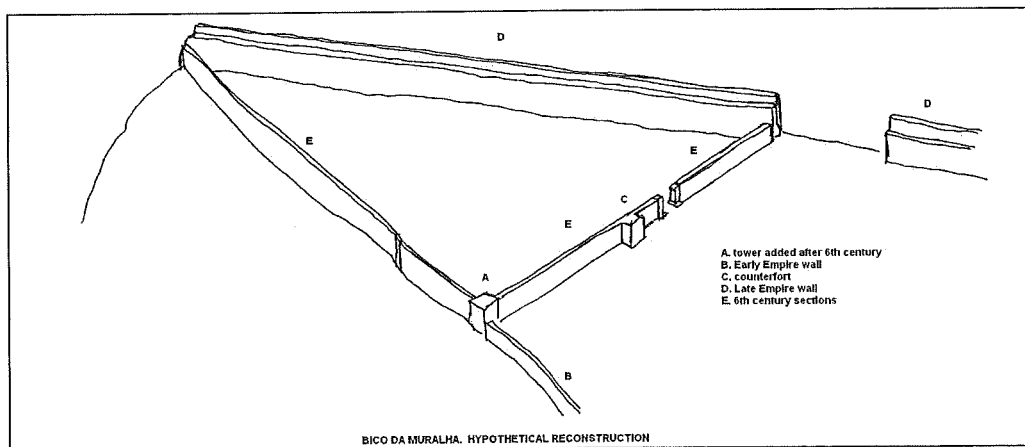 D
D
E
E
C
E
A. tower added after 6th century
B. Early Empire wall
C. counterfort
D. Late Empire wall
E. 6th century sections
A
B
BICO DA MURALHA. HYPOTHETICAL RECONSTRUCTION